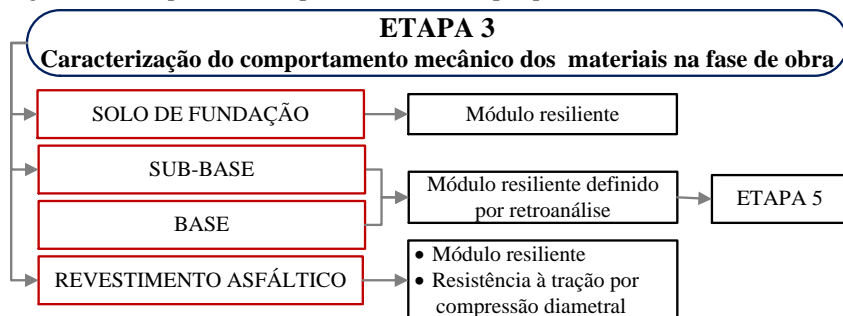 ETAPA 3
Caracterização do comportamento mecânico dos materiais na fase de obra
SOLO DE FUNDAÇÃO
Módulo resiliente
SUB-BASE
BASE
Módulo resiliente definido
por retroanálise
ETAPA 5
REVESTIMENTO ASFÁLTICO
• Módulo resiliente
• Resistência à tração por
compressão diametral